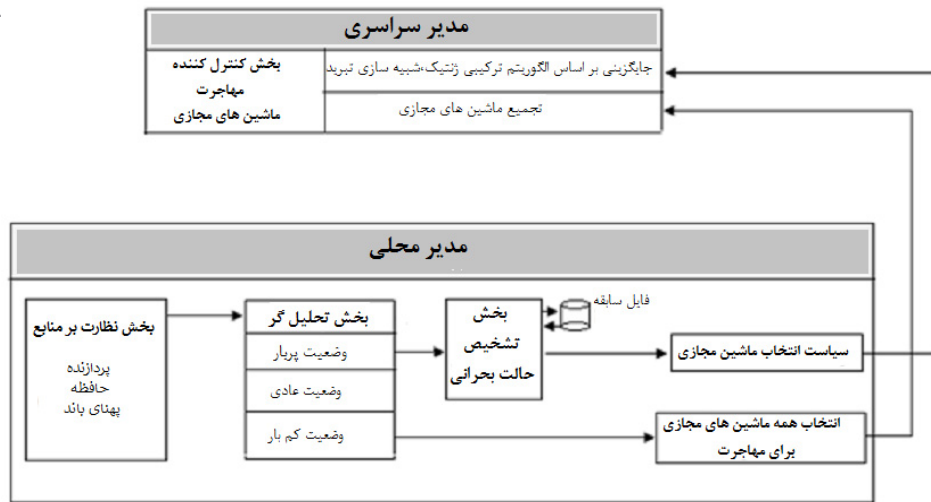 مدیر سراسری
بخش کنترل کننده
مهاجرت
ماشین های مجازی
جایگزینی بر اساس الگوریتم ترکیبی ژنتیک،شبیه سازی تبرید
تجمیع ماشین های مجازی
مدیر محلی
بخش نظارت بر منابع
پردازنده
حافظه
پهنای باند
بخش تحلیل گر
وضعیت پربار
وضعیت عادی
وضعیت کم بار
بخش
تشخیص
حالت بحرانی
فایل سابقه
سیاست انتخاب ماشین مجازی
انتخاب همه ماشین های مجازی
برای مهاجرت